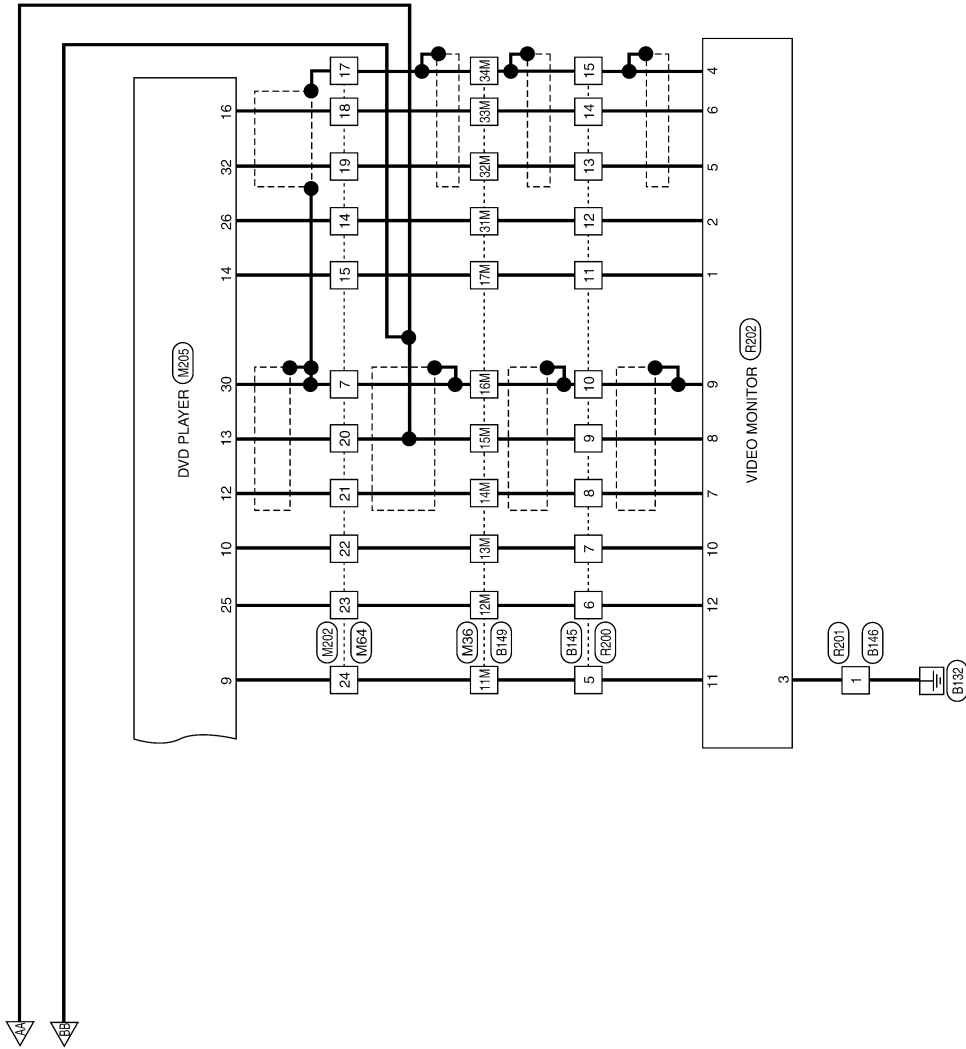 AA
BB
DVD PLAYER M205
16
32
26
14
30
13
12
10
25
9
17
18
19
14
15
7
20
21
22
23
24
M202
M64
34M
33M
32M
31M
17M
16M
15M
14M
13M
12M
11M
M36
B149
15
14
13
12
11
10
9
8
7
6
5
B145
R200
4
6
5
2
1
9
8
7
10
12
11
VIDEO MONITOR R202
3
1
R201
B146
B132